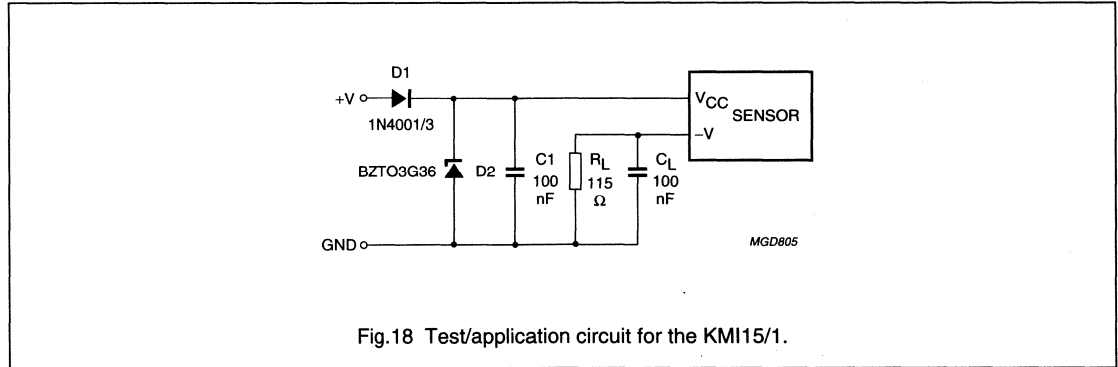 D1
+V
1N4001/3
VCC
SENSOR
–V
BZTO3G36
D2
C1
100
nF
RL
115
Ω
CL
100
nF
GND
MGD805
Fig.18 Test/application circuit for the KMI15/1.